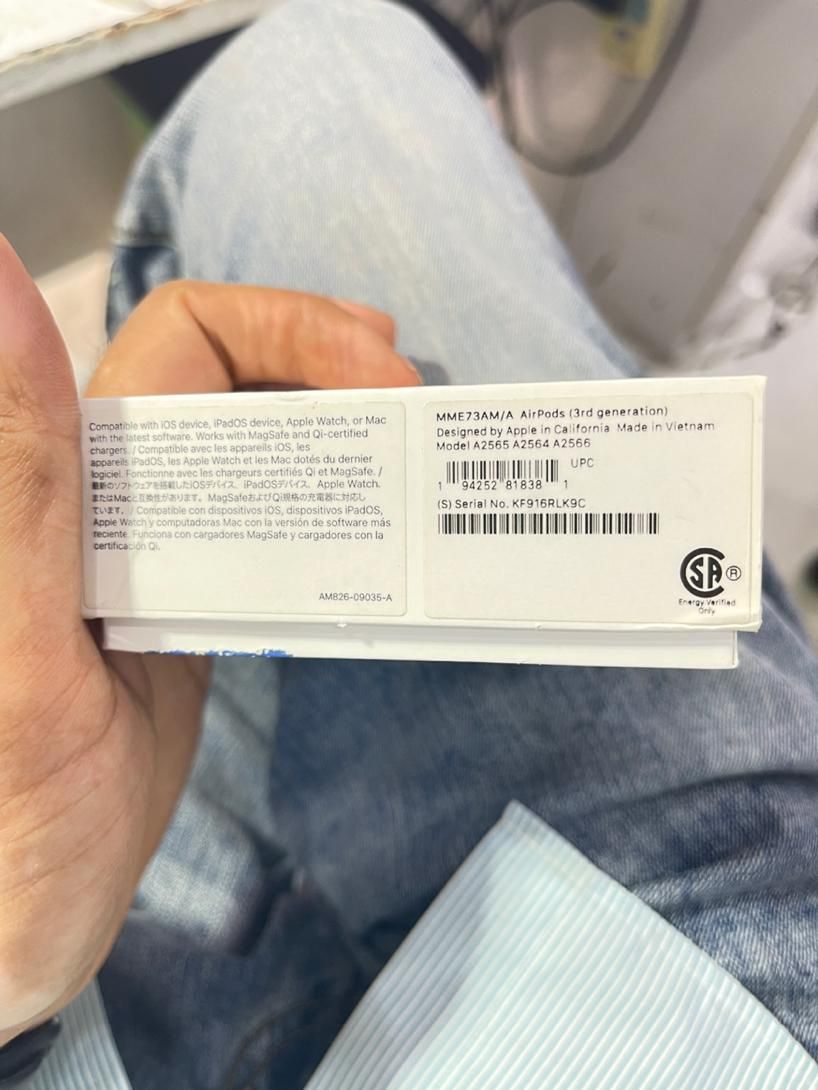 Compatible with iOS device, iPadOS device, Apple Watch, or Mac
with the latest software. Works with MagSafe and Qi-certified
chargers. / Compatible avec les appareils iOS, les
appareils iPadOS, les Apple Watch et les Mac dotés du dernier
logiciel. Fonctionne avec les chargeurs certifiés Qi et MagSafe. /
最新のソフトウェアを搭載したiOSデバイス、iPadOSデバイス、Apple Watch、
またはMacと互換性があります。MagSafeおよびQi規格の充電器に対応し
ています。/ Compatible con dispositivos iOS, dispositivos iPadOS,
Apple Watch y computadoras Mac con la versión de software más
reciente. Funciona con cargadores MagSafe y cargadores con la
certificación Qi.
AM826-09035-A
MME73AM/A AirPods (3rd generation)
Designed by Apple in California Made in Vietnam
Model A2565 A2564 A2566
UPC
1 94252 81838 1
(S) Serial No. KF916RLK9C
SA ®
Energy Verified
Only